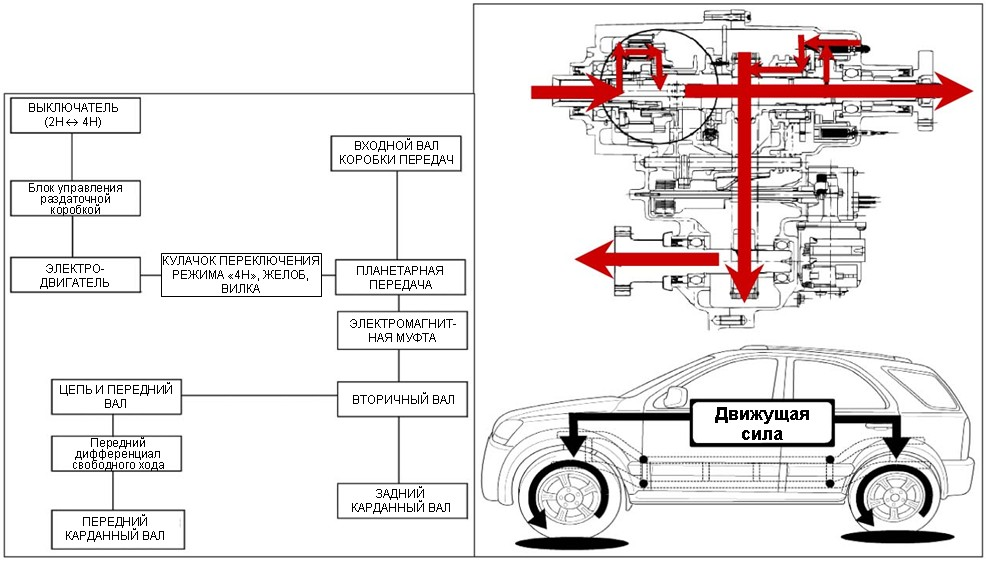 ВЫКЛЮЧАТЕЛЬ
(2H ↔ 4H)
ВХОДНОЙ ВАЛ
КОРОБКИ ПЕРЕДАЧ
Блок управления
раздаточной
коробкой
ЭЛЕКТРО-
ДВИГАТЕЛЬ
КУЛАЧОК ПЕРЕКЛЮЧЕНИЯ
РЕЖИМА «4H», ЖЕЛОБ,
ВИЛКА
ПЛАНЕТАРНАЯ
ПЕРЕДАЧА
ЭЛЕКТРОМАГНИТ-
НАЯ МУФТА
ЦЕПЬ И ПЕРЕДНИЙ
ВАЛ
ВТОРИЧНЫЙ ВАЛ
Передний
дифференциал
свободного хода
ЗАДНИЙ
КАРДАННЫЙ ВАЛ
ПЕРЕДНИЙ
КАРДАННЫЙ ВАЛ
Движущая
сила